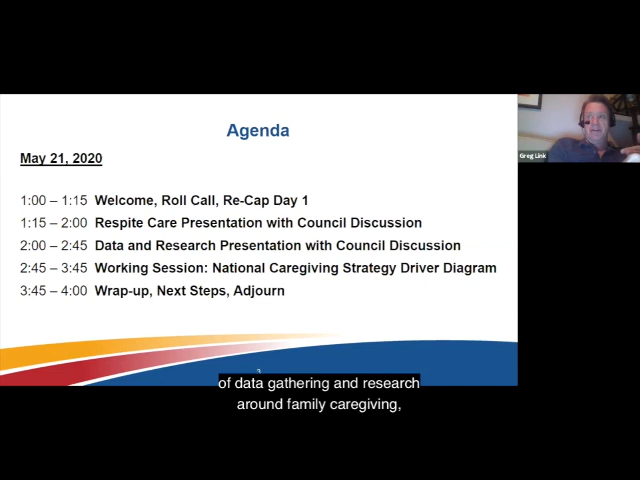 Agenda
May 21, 2020
1:00 – 1:15 Welcome, Roll Call, Re-Cap Day 1
1:15 – 2:00 Respite Care Presentation with Council Discussion
2:00 – 2:45 Data and Research Presentation with Council Discussion
2:45 – 3:45 Working Session: National Caregiving Strategy Driver Diagram
3:45 – 4:00 Wrap-up, Next Steps, Adjourn
Greg Link
3
of data gathering and research
around family caregiving,